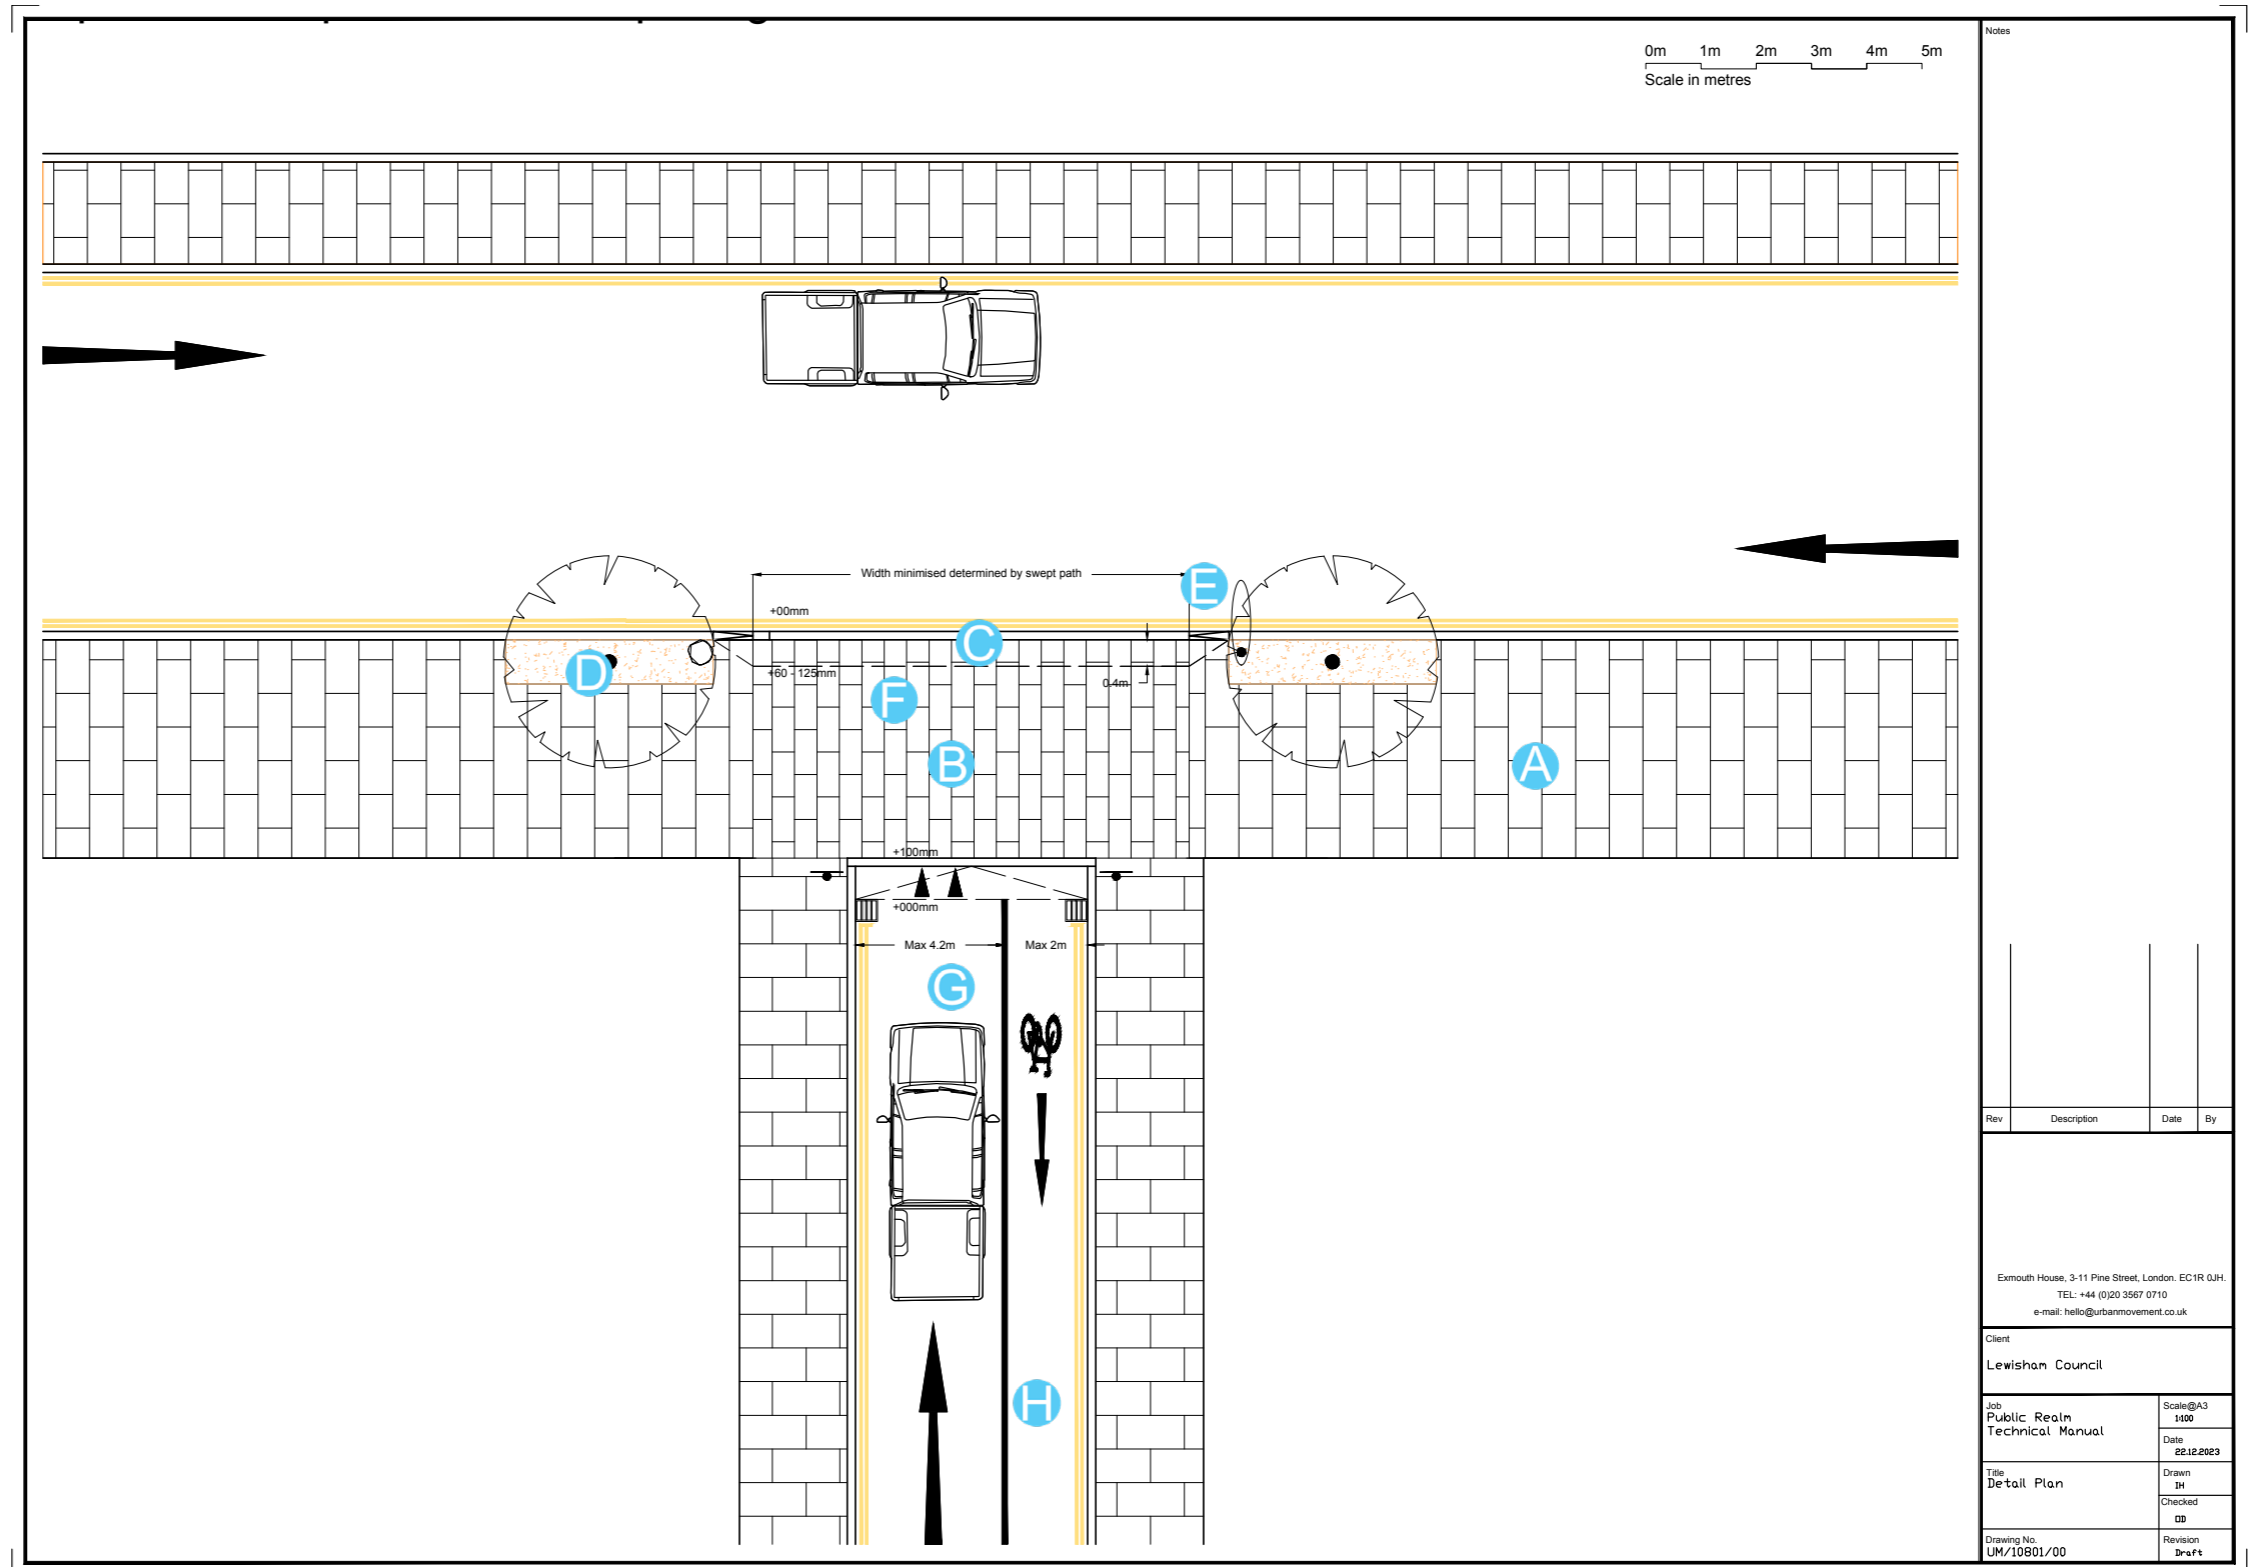 Notes
0m 1m 2m 3m 4m 5m
Scale in metres
Width minimised determined by swept path
E
+00mm
C
D
+60 - 125mm
0.4m
F
B
A
+100mm
+000mm
Max 4.2m
Max 2m
G
H
Rev Description Date By
Exmouth House, 3-11 Pine Street, London. EC1R 0JH.
TEL: +44 (0)20 3567 0710
e-mail: hello@urbanmovement.co.uk
Client
Lewisham Council
Job
Public Realm
Technical Manual
Scale@A3
1:100
Date
22.12.2023
Title
Detail Plan
Drawn
IH
Checked
OD
Drawing No.
UM/10801/00
Revision
Draft